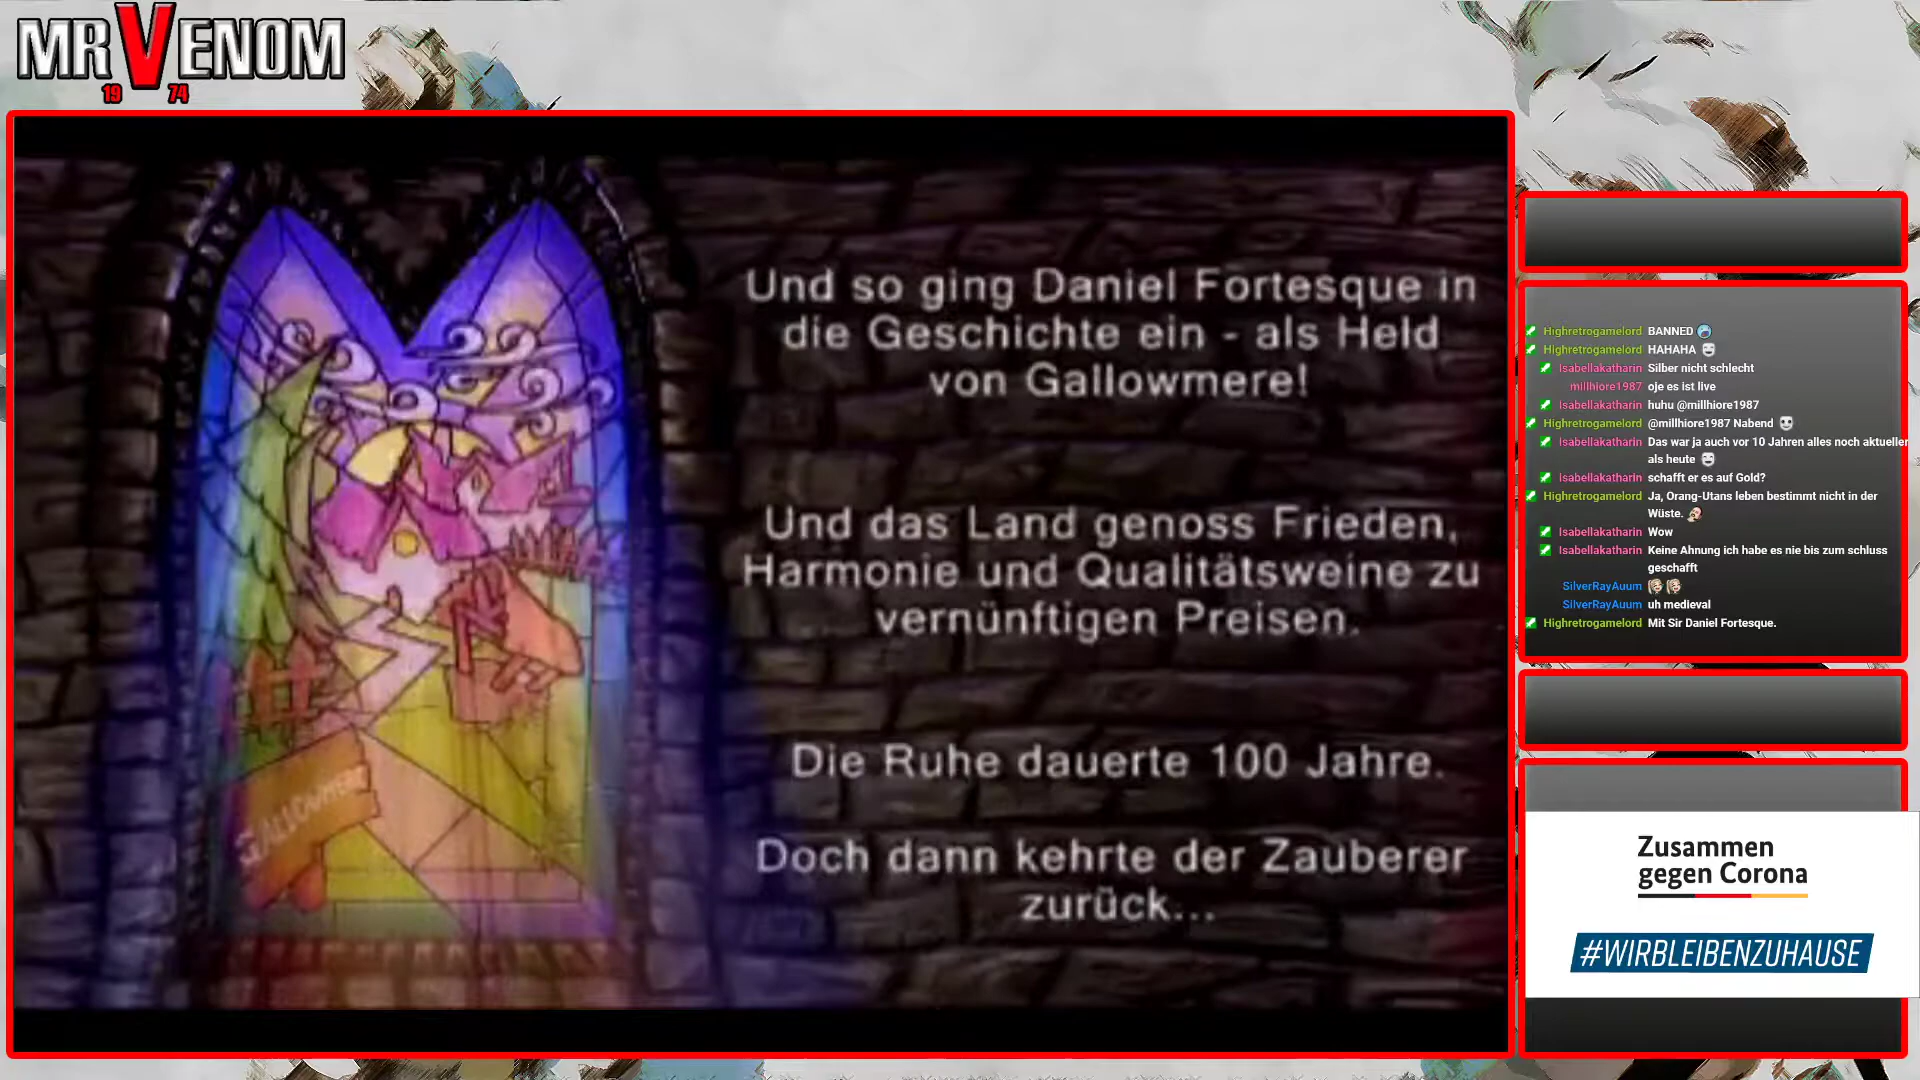 MRVENOM
19 74
Und so ging Daniel Fortesque in
die Geschichte ein - als Held
von Gallowmere!
Und das Land genoss Frieden,
Harmonie und Qualitätsweine zu
vernünftigen Preisen.
Die Ruhe dauerte 100 Jahre.
Doch dann kehrte der Zauberer
zurück...
GALLOWMERE
Highretrogamelord BANNED
Highretrogamelord HAHAHA
Isabellakatharin Silber nicht schlecht
millhiore1987 oje es ist live
Isabellakatharin huhu @millhiore1987
Highretrogamelord @millhiore1987 Nabend
Isabellakatharin Das war ja auch vor 10 Jahren alles noch aktueller
als heute
Isabellakatharin schafft er es auf Gold?
Highretrogamelord Ja, Orang-Utans leben bestimmt nicht in der
Wüste.
Isabellakatharin Wow
Isabellakatharin Keine Ahnung ich habe es nie bis zum schluss
geschafft
SilverRayAuum
SilverRayAuum uh medieval
Highretrogamelord Mit Sir Daniel Fortesque.
Zusammen
gegen Corona
#WIRBLEIBENZUHAUSE